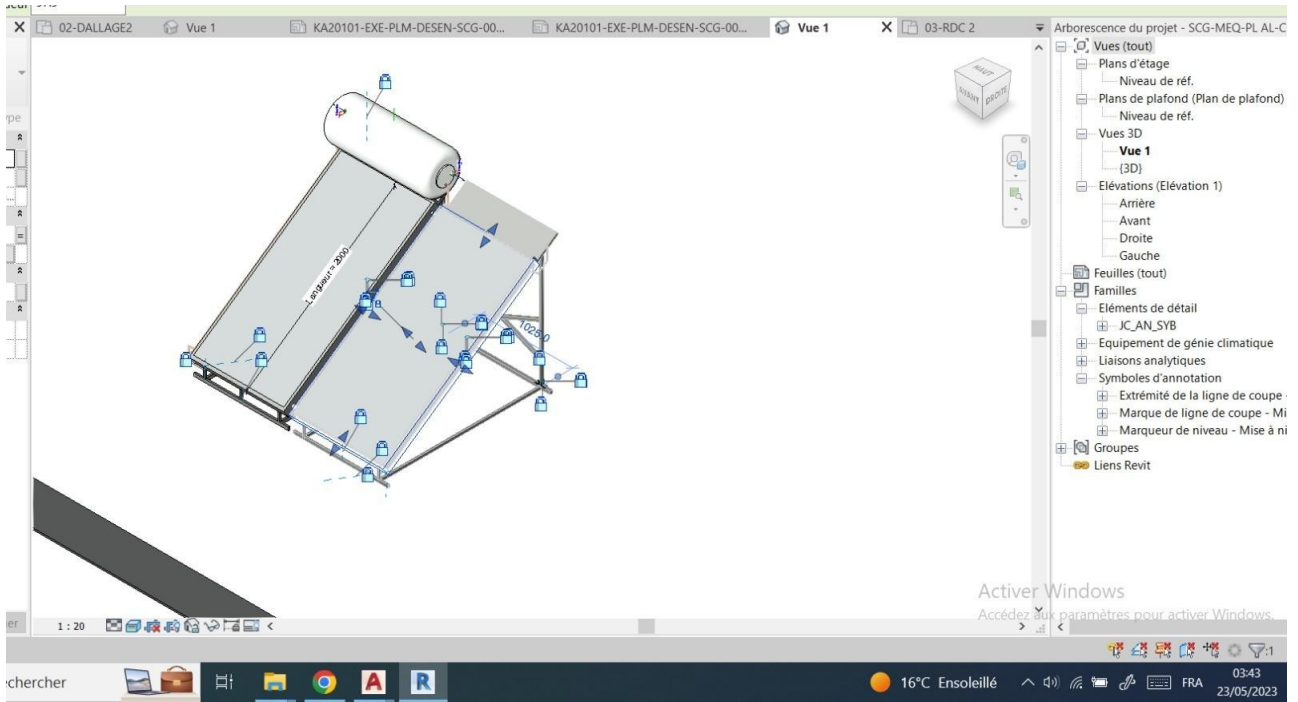 02-DALLAGE2
Vue 1
KA20101-EXE-PLM-DESEN-SCG-00...
KA20101-EXE-PLM-DESEN-SCG-00...
Vue 1
X
03-RDC 2
X
Arborescence du projet - SCG-MEQ-PL AL-C
Vues (tout)
Plans d'étage
Niveau de réf.
Plans de plafond (Plan de plafond)
Niveau de réf.
Vues 3D
Vue 1
{3D}
Elévations (Elévation 1)
Arrière
Avant
Droite
Gauche
Feuilles (tout)
Familles
Eléments de détail
JC_AN_SYB
Equipement de génie climatique
Liaisons analytiques
Symboles d'annotation
Extrémité de la ligne de coupe -
Marque de ligne de coupe - Mi
Marqueur de niveau - Mise à ni
Groupes
Liens Revit
HAUT
AVANT
DROITE
Longueur = 2000
1025.0
Activer Windows
Accédez aux paramètres pour activer Windows.
1 : 20
:1
chercher
A
R
16°C Ensoleillé
FRA
03:43
23/05/2023